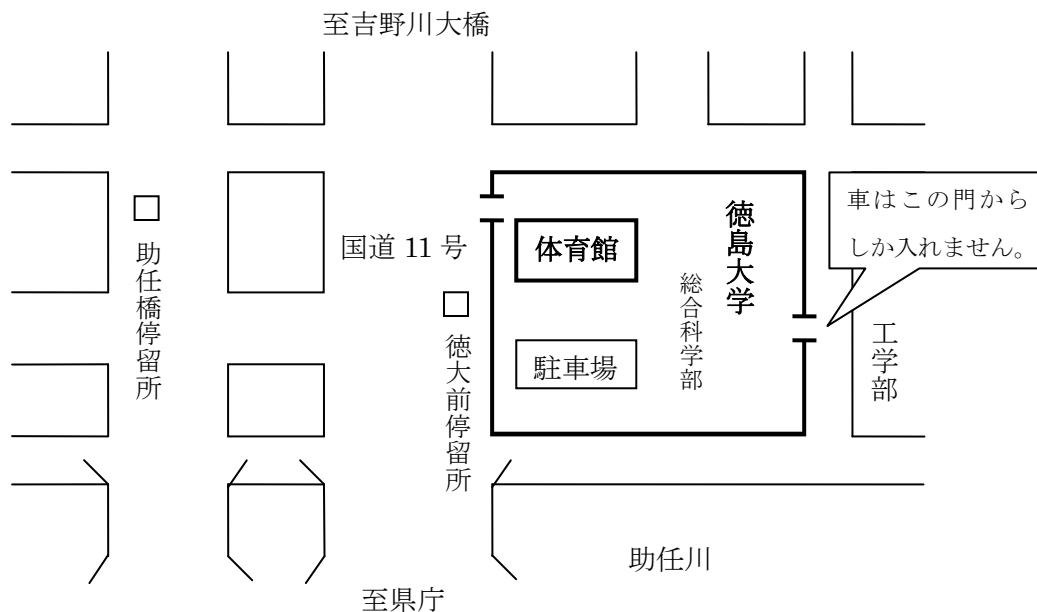 至吉野川大橋
車はこの門から
しか入れません。
徳島大学
体育館
国道 11 号
総合科学部
助任橋停留所
徳大前停留所
駐車場
工学部
助任川
至県庁